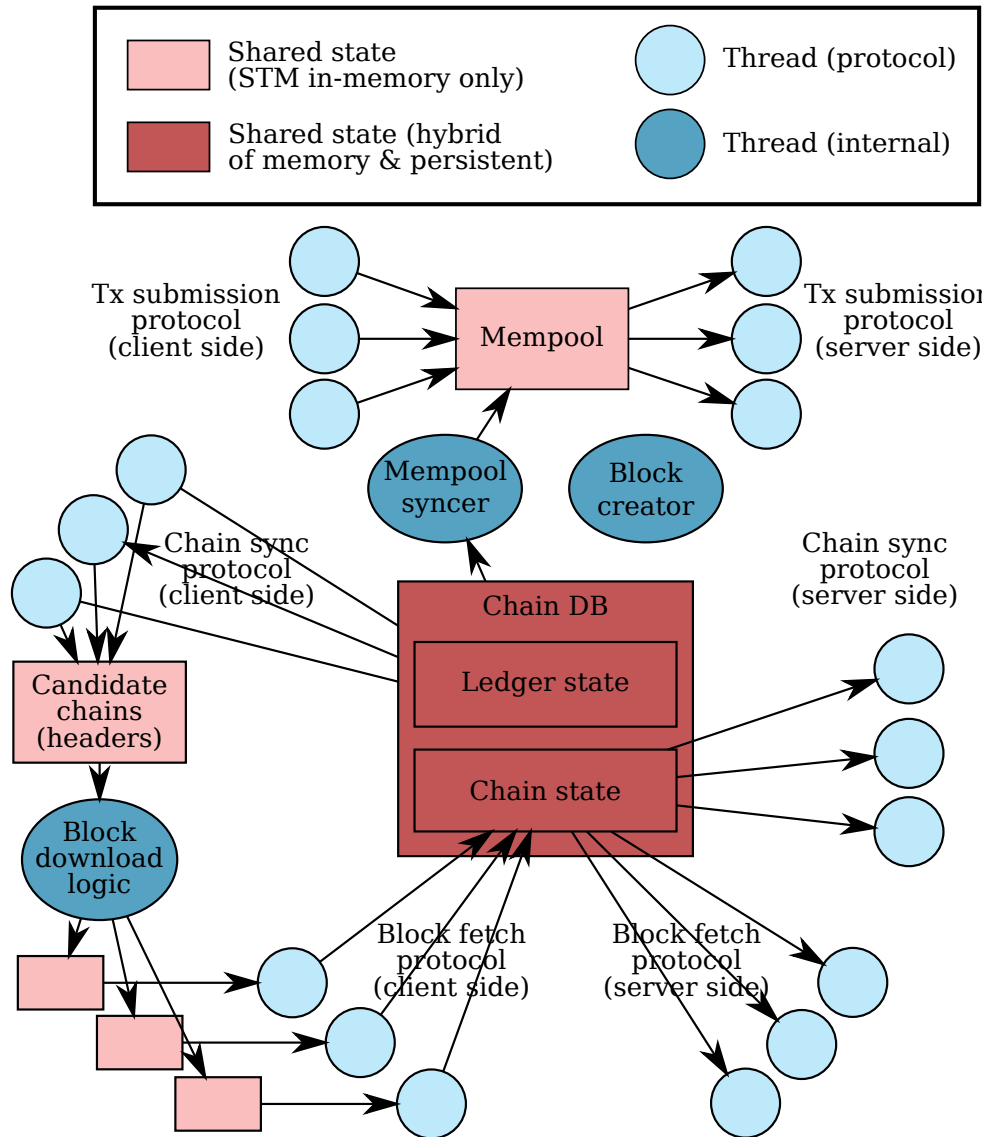 Shared state
(STM in-memory only)
Thread (protocol)
Shared state (hybrid
of memory & persistent)
Thread (internal)
Tx submission
protocol
(client side)
Mempool
Tx submission
protocol
(server side)
Mempool
syncer
Block
creator
Chain sync
protocol
(client side)
Chain sync
protocol
(server side)
Chain DB
Ledger state
Chain state
Candidate
chains
(headers)
Block
download
logic
Block fetch
protocol
(client side)
Block fetch
protocol
(server side)